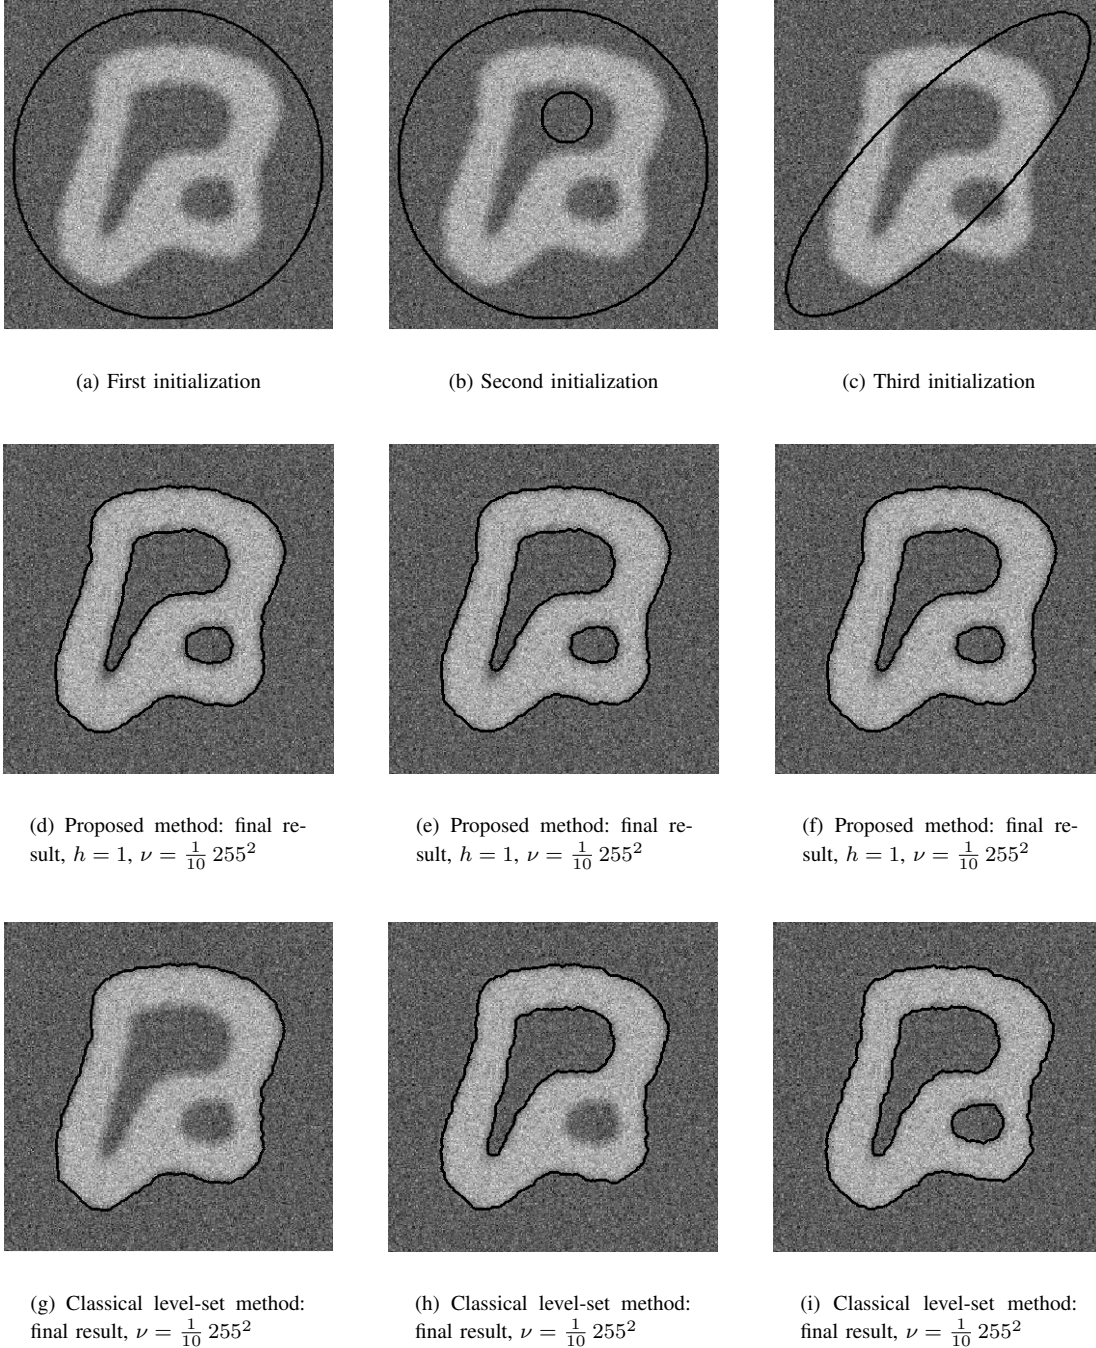 (a) First initialization
(b) Second initialization
(c) Third initialization
(d) Proposed method: final re-
sult, h = 1, ν = 1/10 255²
(e) Proposed method: final re-
sult, h = 1, ν = 1/10 255²
(f) Proposed method: final re-
sult, h = 1, ν = 1/10 255²
(g) Classical level-set method:
final result, ν = 1/10 255²
(h) Classical level-set method:
final result, ν = 1/10 255²
(i) Classical level-set method:
final result, ν = 1/10 255²